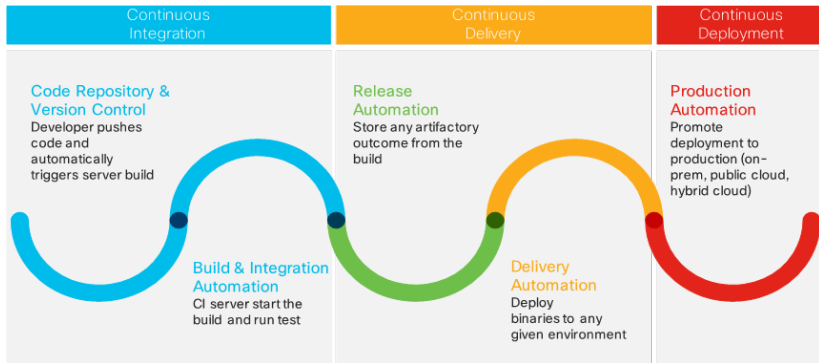 Continuous
Integration
Continuous
Delivery
Continuous
Deployment
Code Repository &
Version Control
Developer pushes
code and
automatically
triggers server build
Build & Integration
Automation
CI server start the
build and run test
Release
Automation
Store any artifactory
outcome from the
build
Delivery
Automation
Deploy
binaries to any
given environment
Production
Automation
Promote
deployment to
production (on-
prem, public cloud,
hybrid cloud)